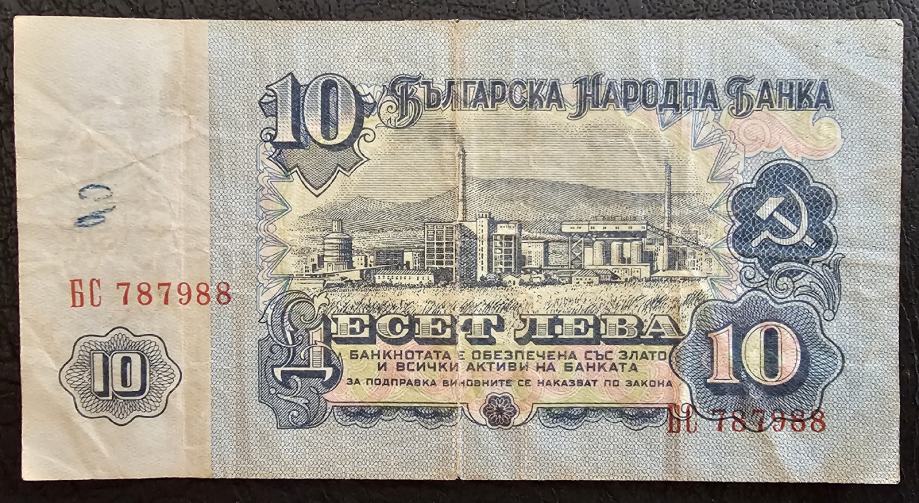 10 БЪЛГАРСКА НАРОДНА БАНКА
БС 787988
ДЕСЕТ ЛЕВА
БАНКНОТАТА Е ОБЕЗПЕЧЕНА СЪС ЗЛАТО
И ВСИЧКИ АКТИВИ НА БАНКАТА
ЗА ПОДПРАВКА ВИНОВНИТЕ СЕ НАКАЗВАТ ПО ЗАКОНА
10
10
БС 787988